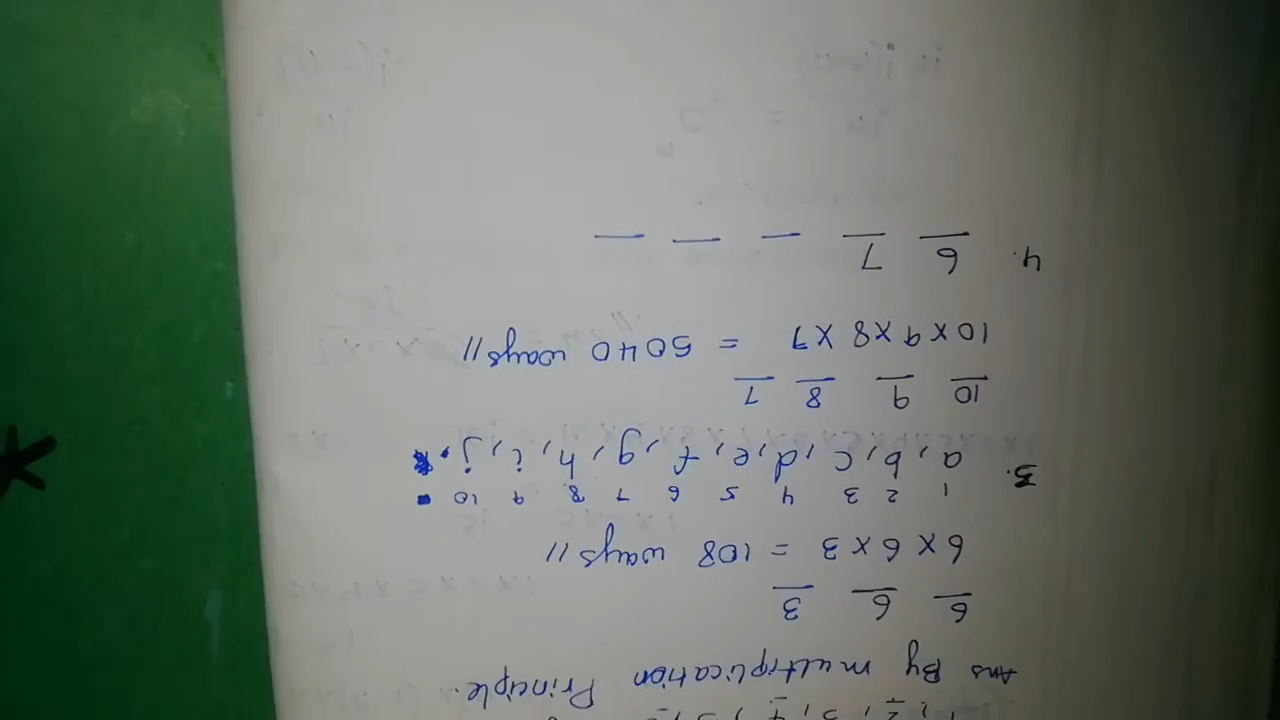 Ans By multiplication Principle.
6 6 3
6 x 6 x 3 = 108 ways //
1 2 3 4 5 6 7 8 9 10
3. a, b, c, d, e, f, g, h, i, j.
10 9 8 7
10 x 9 x 8 x 7 = 5040 ways //
4. 6 7 _ _ _ _